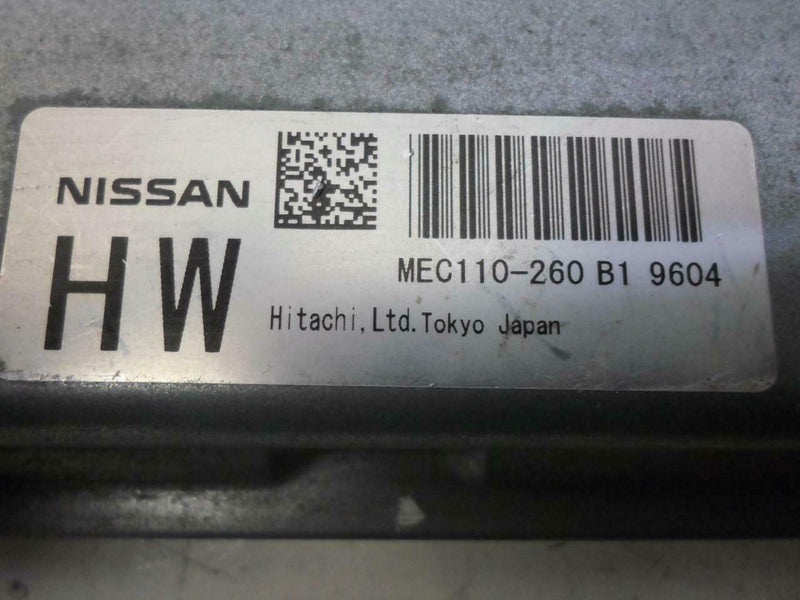 NISSAN
HW
MEC110-260 B1 9604
Hitachi,Ltd.Tokyo Japan